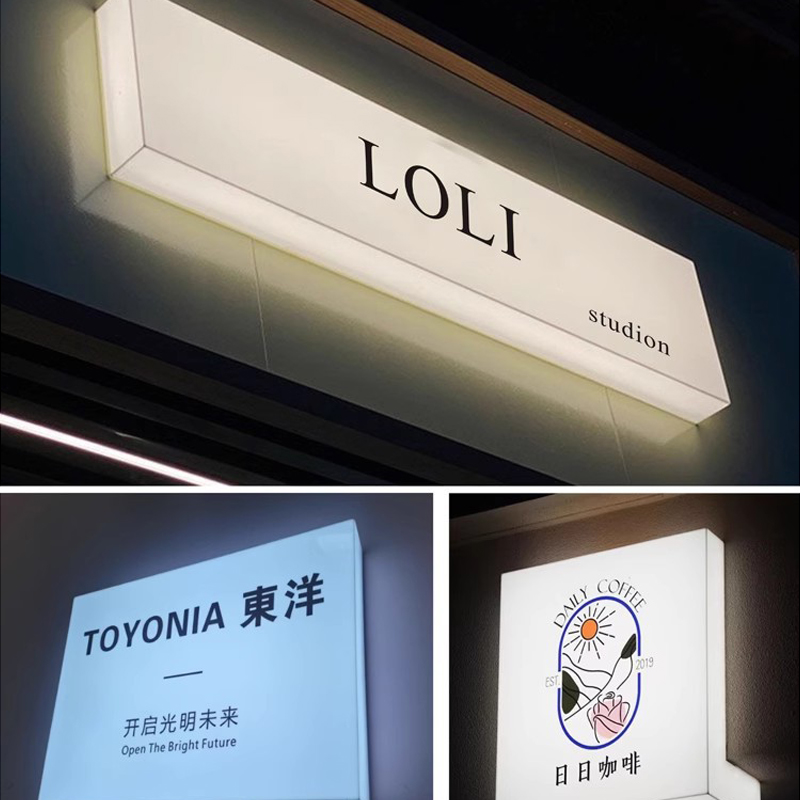 LOLI
studion
TOYONIA 東洋
开启光明未来
Open The Bright Future
DAILY COFFEE
EST. 2019
日日咖啡